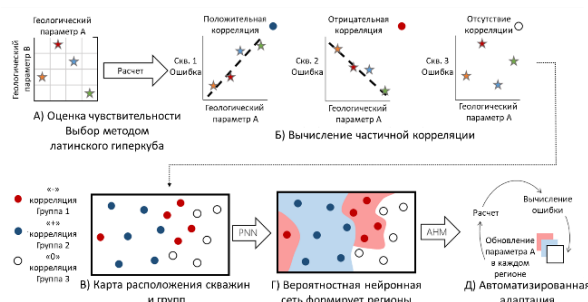 Геологический
параметр А
Геологический
параметр В
Расчет
А) Оценка чувствительности
Выбор методом
латинского гиперкуба
Положительная
корреляция
Скв. 1
Ошибка
Геологический
параметр А
Отрицательная
корреляция
Скв. 2
Ошибка
Геологический
параметр А
Отсутствие
корреляции
Скв. 3
Ошибка
Геологический
параметр А
Б) Вычисление частичной корреляции
«-»
корреляция
Группа 1
«+»
корреляция
Группа 2
«0»
корреляция
Группа 3
PNN
AHM
В) Карта расположения скважин
и групп
Г) Вероятностная нейронная
сеть формирует регионы
Расчет
Вычисление
ошибки
Обновление
параметра А
в каждом
регионе
Д) Автоматизированная
адаптация